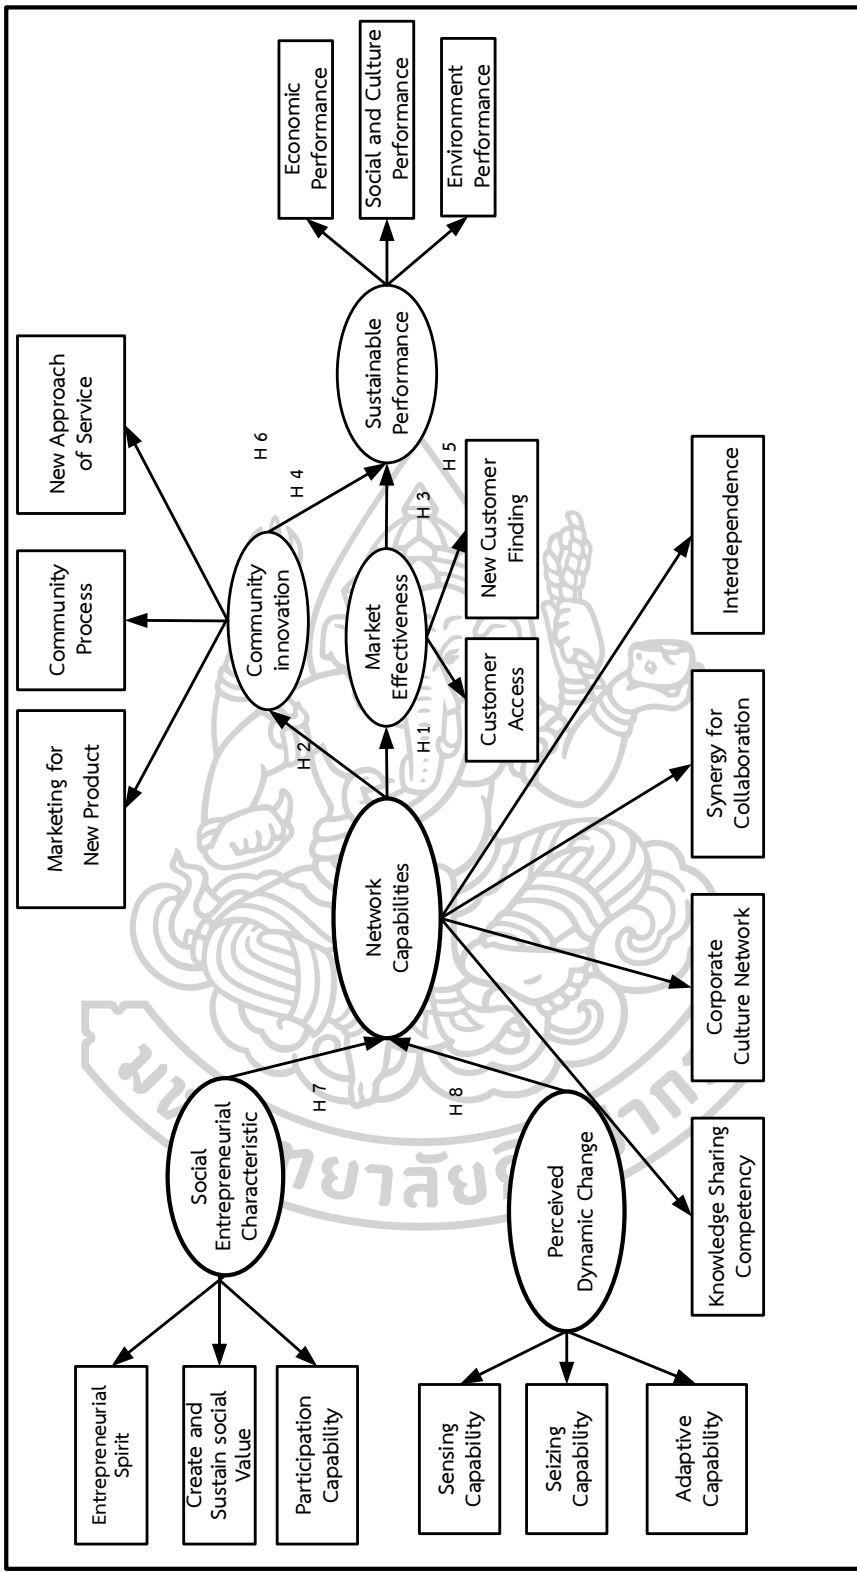 Marketing for
New Product
Community
Process
New Approach
of Service
Entrepreneurial
Spirit
Create and
Sustain social
Value
Participation
Capability
Social
Entrepreneurial
Characteristic
Community
innovation
Economic
Performance
Social and Culture
Performance
Environment
Performance
H 7
H 2
H 4
H 6
Network
Capabilities
Market
Effectiveness
Sustainable
Performance
H 8
H 1
H 3
H 5
Sensing
Capability
Seizing
Capability
Adaptive
Capability
Perceived
Dynamic Change
Customer
Access
New Customer
Finding
Knowledge Sharing
Competency
Corporate
Culture Network
Synergy for
Collaboration
Interdependence